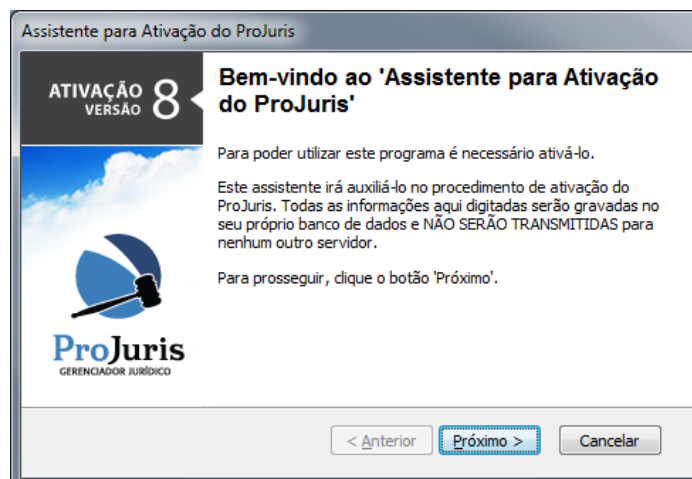 Assistente para Ativação do ProJuris
ATIVAÇÃO 8
VERSÃO
Bem-vindo ao 'Assistente para Ativação
do ProJuris'
Para poder utilizar este programa é necessário ativá-lo.
Este assistente irá auxiliá-lo no procedimento de ativação do
ProJuris. Todas as informações aqui digitadas serão gravadas no
seu próprio banco de dados e NÃO SERÃO TRANSMITIDAS para
nenhum outro servidor.
Para prosseguir, clique o botão 'Próximo'.
ProJuris
GERENCIADOR JURÍDICO
< Anterior
Próximo >
Cancelar